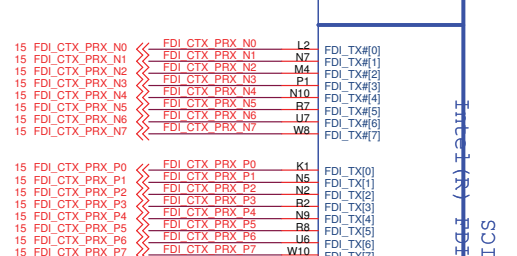 15 FDI_CTX_PRX_N0 FDI_CTX_PRX_N0 L2 FDI_TX#[0]
15 FDI_CTX_PRX_N1 FDI_CTX_PRX_N1 N7 FDI_TX#[1]
15 FDI_CTX_PRX_N2 FDI_CTX_PRX_N2 M4 FDI_TX#[2]
15 FDI_CTX_PRX_N3 FDI_CTX_PRX_N3 P1 FDI_TX#[3]
15 FDI_CTX_PRX_N4 FDI_CTX_PRX_N4 N10 FDI_TX#[4]
15 FDI_CTX_PRX_N5 FDI_CTX_PRX_N5 R7 FDI_TX#[5]
15 FDI_CTX_PRX_N6 FDI_CTX_PRX_N6 U7 FDI_TX#[6]
15 FDI_CTX_PRX_N7 FDI_CTX_PRX_N7 W8 FDI_TX#[7]
15 FDI_CTX_PRX_P0 FDI_CTX_PRX_P0 K1 FDI_TX[0]
15 FDI_CTX_PRX_P1 FDI_CTX_PRX_P1 N5 FDI_TX[1]
15 FDI_CTX_PRX_P2 FDI_CTX_PRX_P2 N2 FDI_TX[2]
15 FDI_CTX_PRX_P3 FDI_CTX_PRX_P3 R2 FDI_TX[3]
15 FDI_CTX_PRX_P4 FDI_CTX_PRX_P4 N9 FDI_TX[4]
15 FDI_CTX_PRX_P5 FDI_CTX_PRX_P5 R8 FDI_TX[5]
15 FDI_CTX_PRX_P6 FDI_CTX_PRX_P6 U6 FDI_TX[6]
15 FDI_CTX_PRX_P7 FDI_CTX_PRX_P7 W10 FDI_TX[7]
Intel(R) FDI
ICS